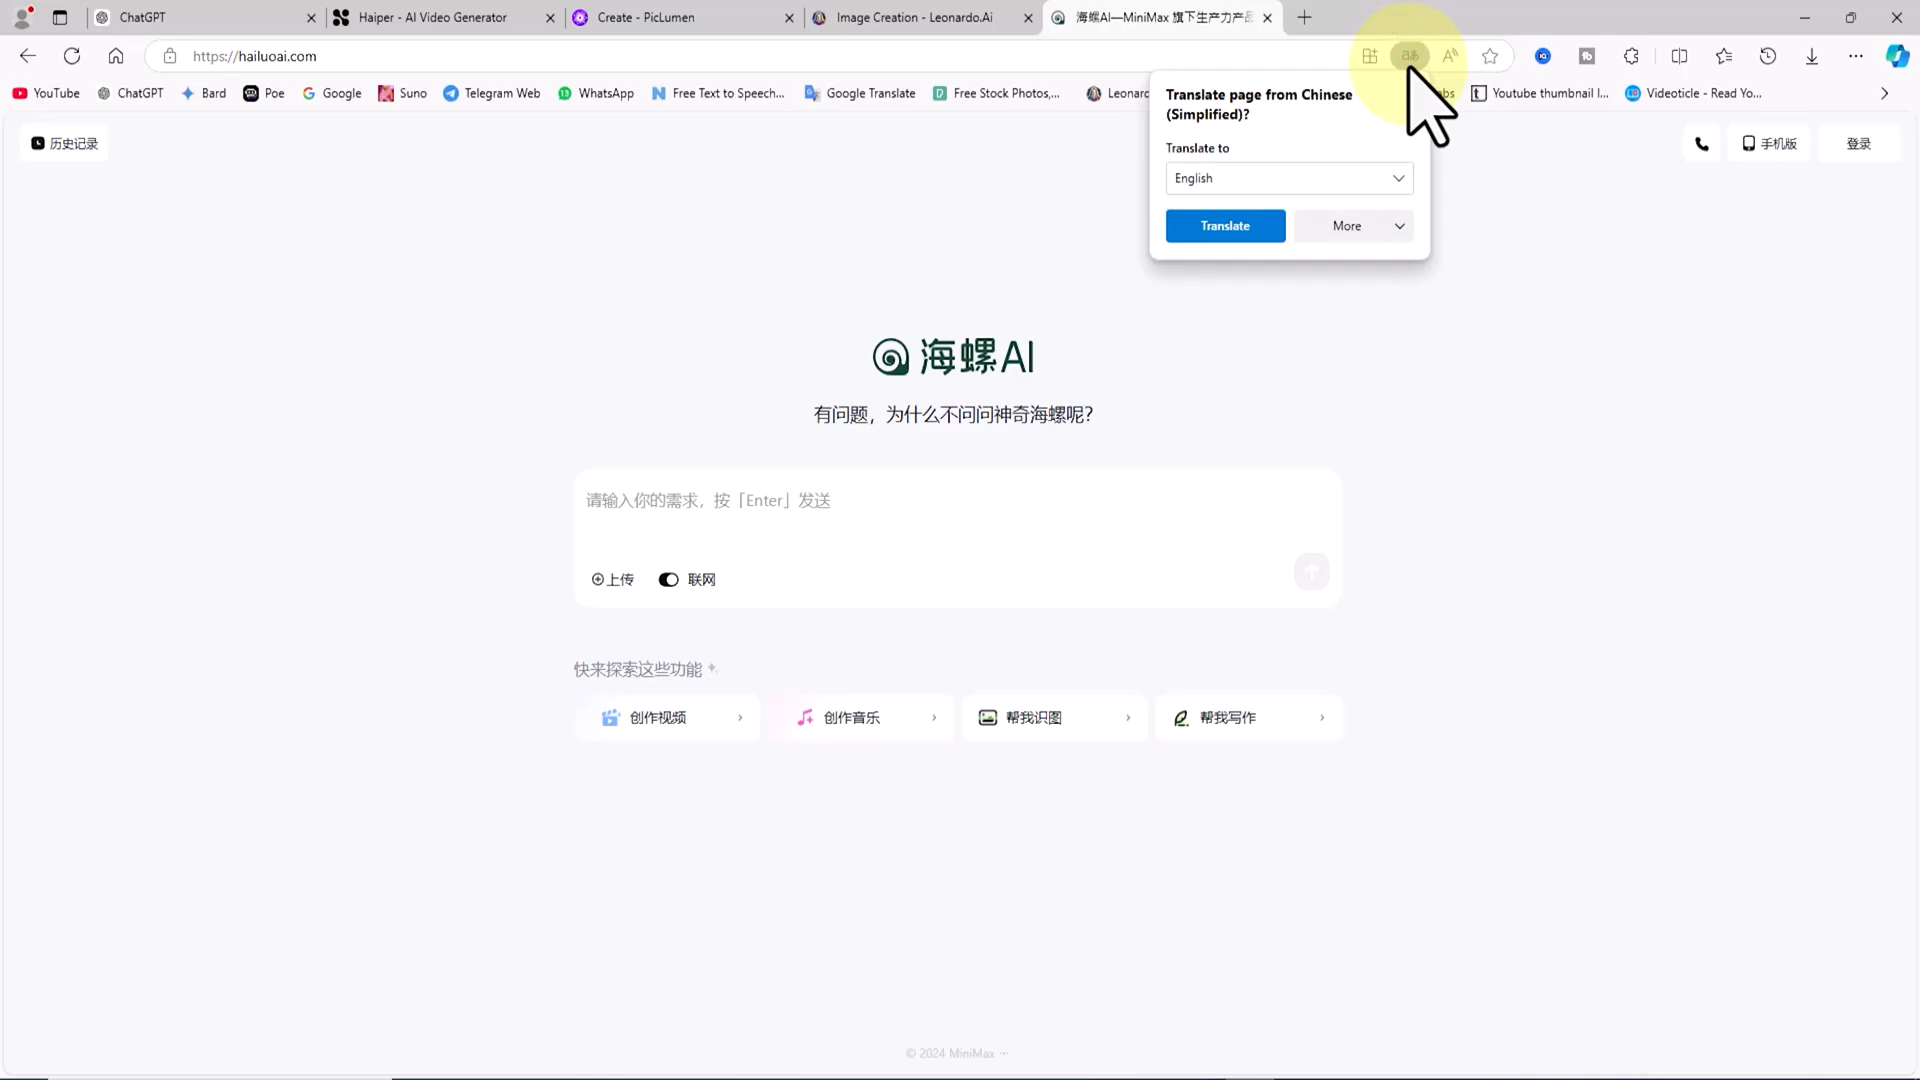 ChatGPT
Haiper - AI Video Generator
Create - PicLumen
Image Creation - Leonardo.Ai
海螺AI—MiniMax 旗下生产力产品
https://hailuoai.com
YouTube
ChatGPT
Bard
Poe
Google
Suno
Telegram Web
WhatsApp
Free Text to Speech...
Google Translate
Free Stock Photos,...
Youtube thumbnail l...
Videoticle - Read Yo...
Translate page from Chinese
(Simplified)?
Translate to
English
Translate
More
历史记录
手机版
登录
海螺AI
有问题，为什么不问问神奇海螺呢？
请输入你的需求，按「Enter」发送
上传
联网
快来探索这些功能
创作视频
创作音乐
帮我识图
帮我写作
© 2024 MiniMax ···